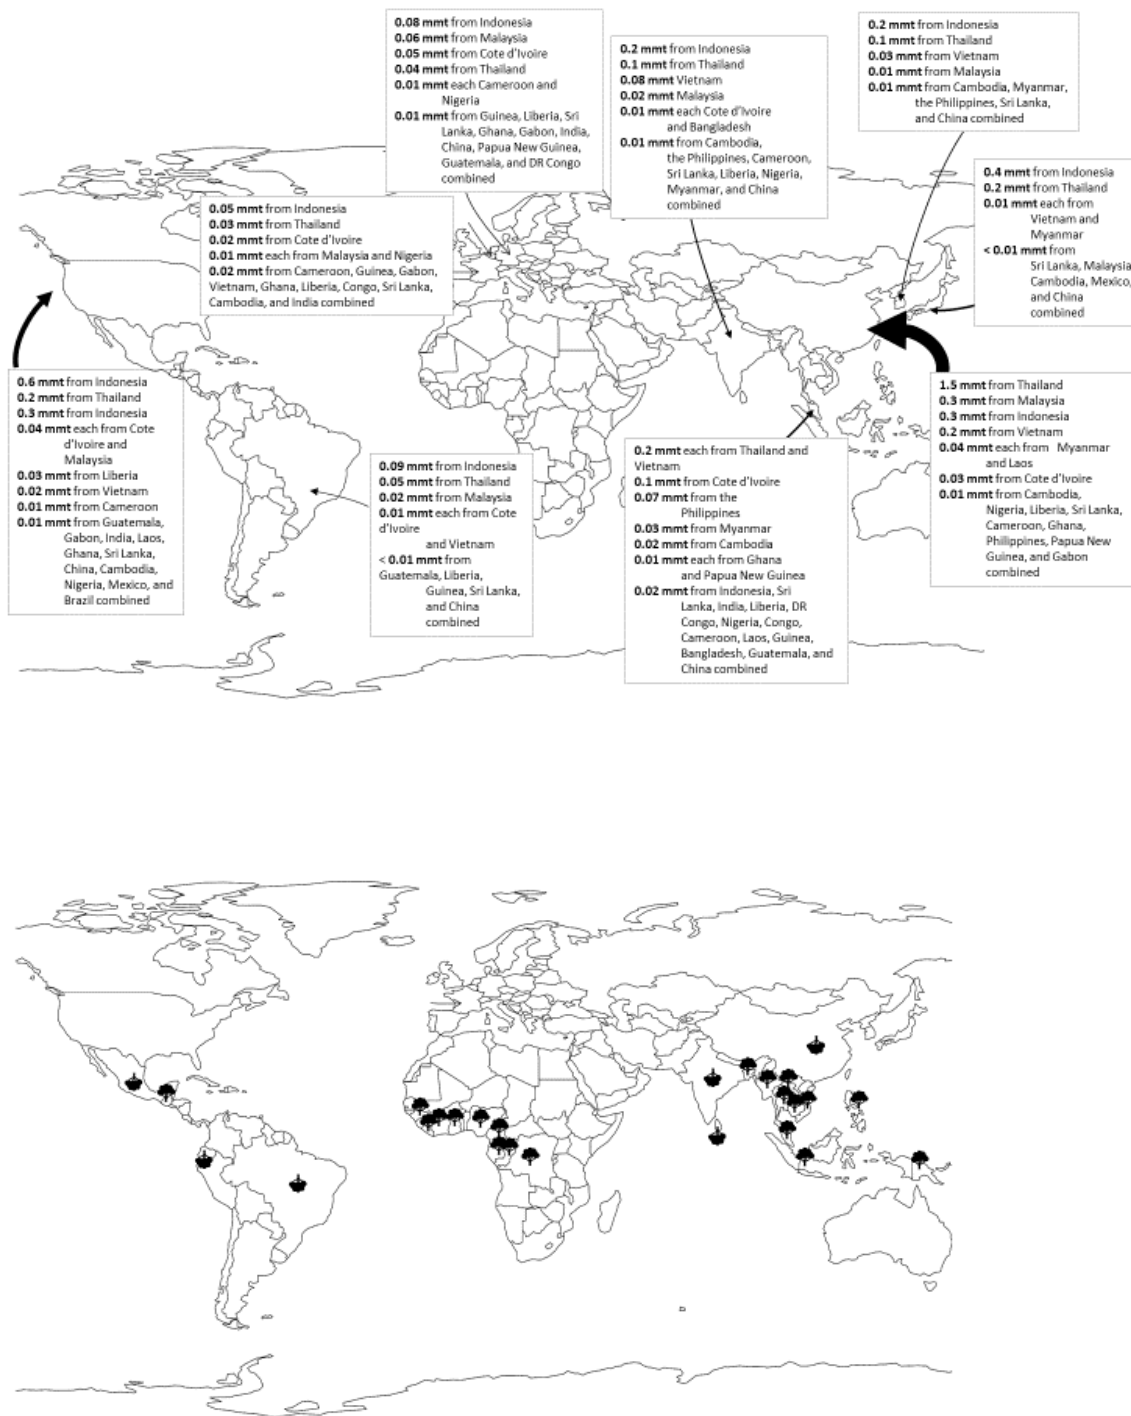 0.08 mmt from Indonesia
0.06 mmt from Malaysia
0.05 mmt from Cote d'Ivoire
0.04 mmt from Thailand
0.01 mmt each Cameroon and
Nigeria
0.01 mmt from Guinea, Liberia, Sri
Lanka, Ghana, Gabon, India,
China, Papua New Guinea,
Guatemala, and DR Congo
combined
0.2 mmt from Indonesia
0.1 mmt from Thailand
0.08 mmt Vietnam
0.02 mmt Malaysia
0.01 mmt each Cote d'Ivoire
and Bangladesh
0.01 mmt from Cambodia,
the Philippines, Cameroon,
Sri Lanka, Liberia, Nigeria,
Myanmar, and China
combined
0.2 mmt from Indonesia
0.1 mmt from Thailand
0.03 mmt from Vietnam
0.01 mmt from Malaysia
0.01 mmt from Cambodia, Myanmar,
the Philippines, Sri Lanka,
and China combined
0.4 mmt from Indonesia
0.2 mmt from Thailand
0.01 mmt each from
Vietnam and
Myanmar
< 0.01 mmt from
Sri Lanka, Malaysia
Cambodia, Mexico,
and China
combined
0.05 mmt from Indonesia
0.03 mmt from Thailand
0.02 mmt from Cote d'Ivoire
0.01 mmt each from Malaysia and Nigeria
0.02 mmt from Cameroon, Guinea, Gabon,
Vietnam, Ghana, Liberia, Congo, Sri Lanka,
Cambodia, and India combined
0.6 mmt from Indonesia
0.2 mmt from Thailand
0.3 mmt from Indonesia
0.04 mmt each from Cote
d'Ivoire and
Malaysia
0.03 mmt from Liberia
0.02 mmt from Vietnam
0.01 mmt from Cameroon
0.01 mmt from Guatemala,
Gabon, India, Laos,
Ghana, Sri Lanka,
China, Cambodia,
Nigeria, Mexico, and
Brazil combined
0.09 mmt from Indonesia
0.05 mmt from Thailand
0.02 mmt from Malaysia
0.01 mmt each from Cote
d'Ivoire
and Vietnam
< 0.01 mmt from
Guatemala, Liberia,
Guinea, Sri Lanka,
and China
combined
0.2 mmt each from Thailand and
Vietnam
0.1 mmt from Cote d'Ivoire
0.07 mmt from the
Philippines
0.03 mmt from Myanmar
0.02 mmt from Cambodia
0.01 mmt each from Ghana
and Papua New Guinea
0.02 mmt from Indonesia, Sri
Lanka, India, Liberia, DR
Congo, Nigeria, Congo,
Cameroon, Laos, Guinea,
Bangladesh, Guatemala, and
China combined
1.5 mmt from Thailand
0.3 mmt from Malaysia
0.3 mmt from Indonesia
0.2 mmt from Vietnam
0.04 mmt each from Myanmar
and Laos
0.03 mmt from Cote d'Ivoire
0.01 mmt from Cambodia,
Nigeria, Liberia, Sri Lanka,
Cameroon, Ghana,
Philippines, Papua New
Guinea, and Gabon
combined